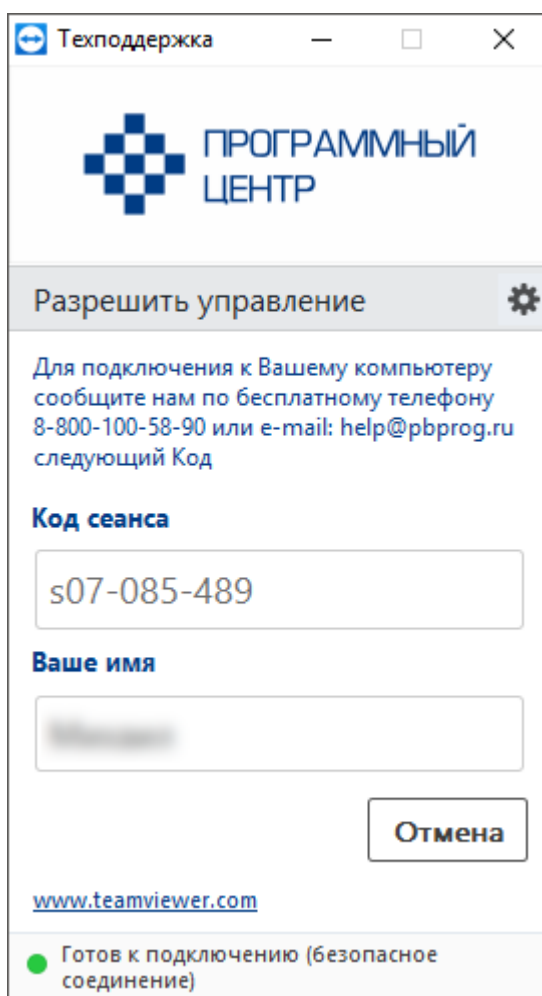 Техподдержка
ПРОГРАММНЫЙ
ЦЕНТР
Разрешить управление
Для подключения к Вашему компьютеру
сообщите нам по бесплатному телефону
8-800-100-58-90 или e-mail: help@pbprog.ru
следующий Код
Код сеанса
s07-085-489
Ваше имя
Отмена
www.teamviewer.com
Готов к подключению (безопасное
соединение)